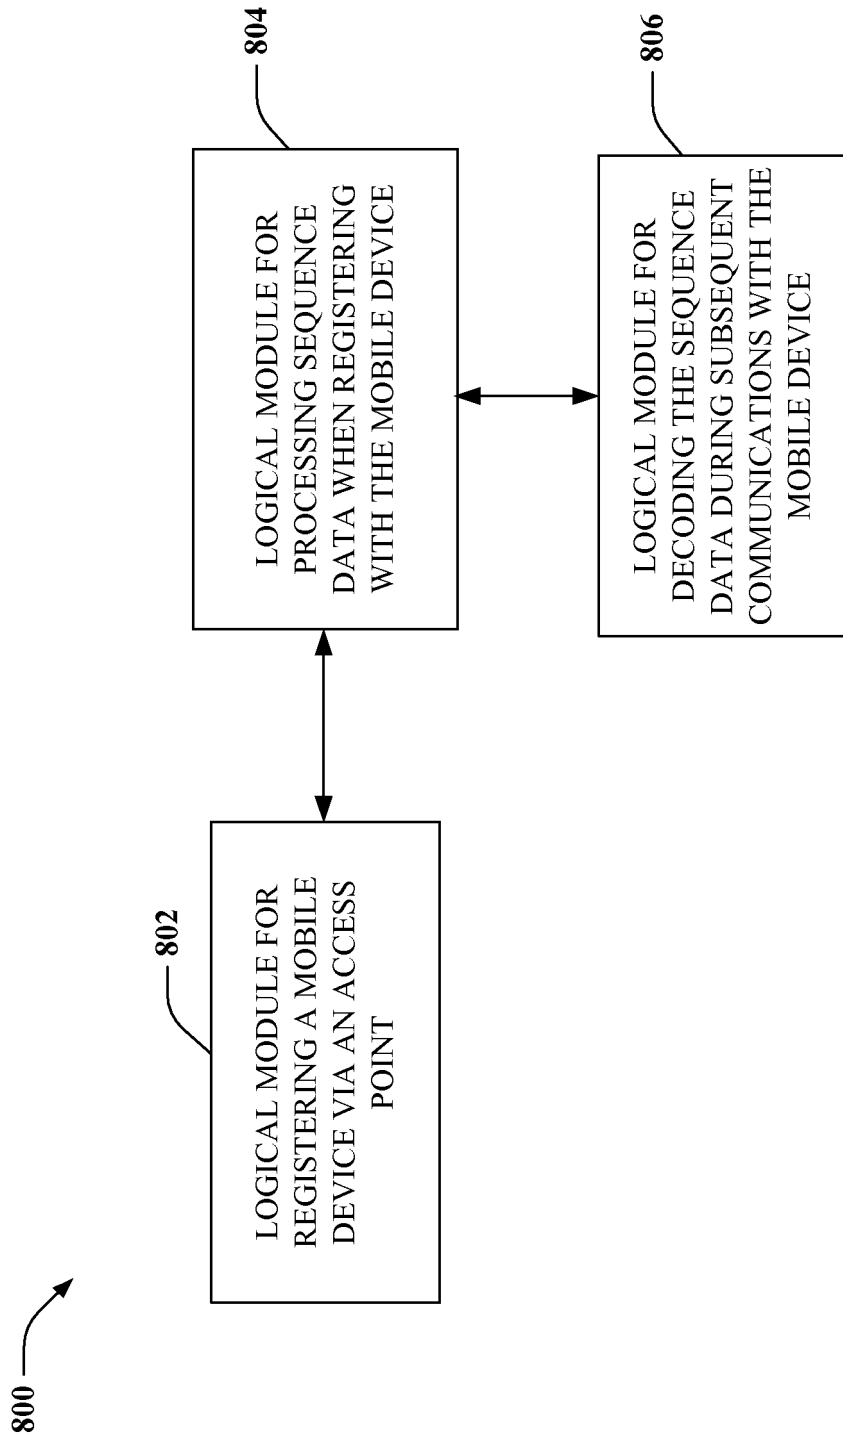 800
802
LOGICAL MODULE FOR
REGISTERING A MOBILE
DEVICE VIA AN ACCESS
POINT
804
LOGICAL MODULE FOR
PROCESSING SEQUENCE
DATA WHEN REGISTERING
WITH THE MOBILE DEVICE
806
LOGICAL MODULE FOR
DECODING THE SEQUENCE
DATA DURING SUBSEQUENT
COMMUNICATIONS WITH THE
MOBILE DEVICE